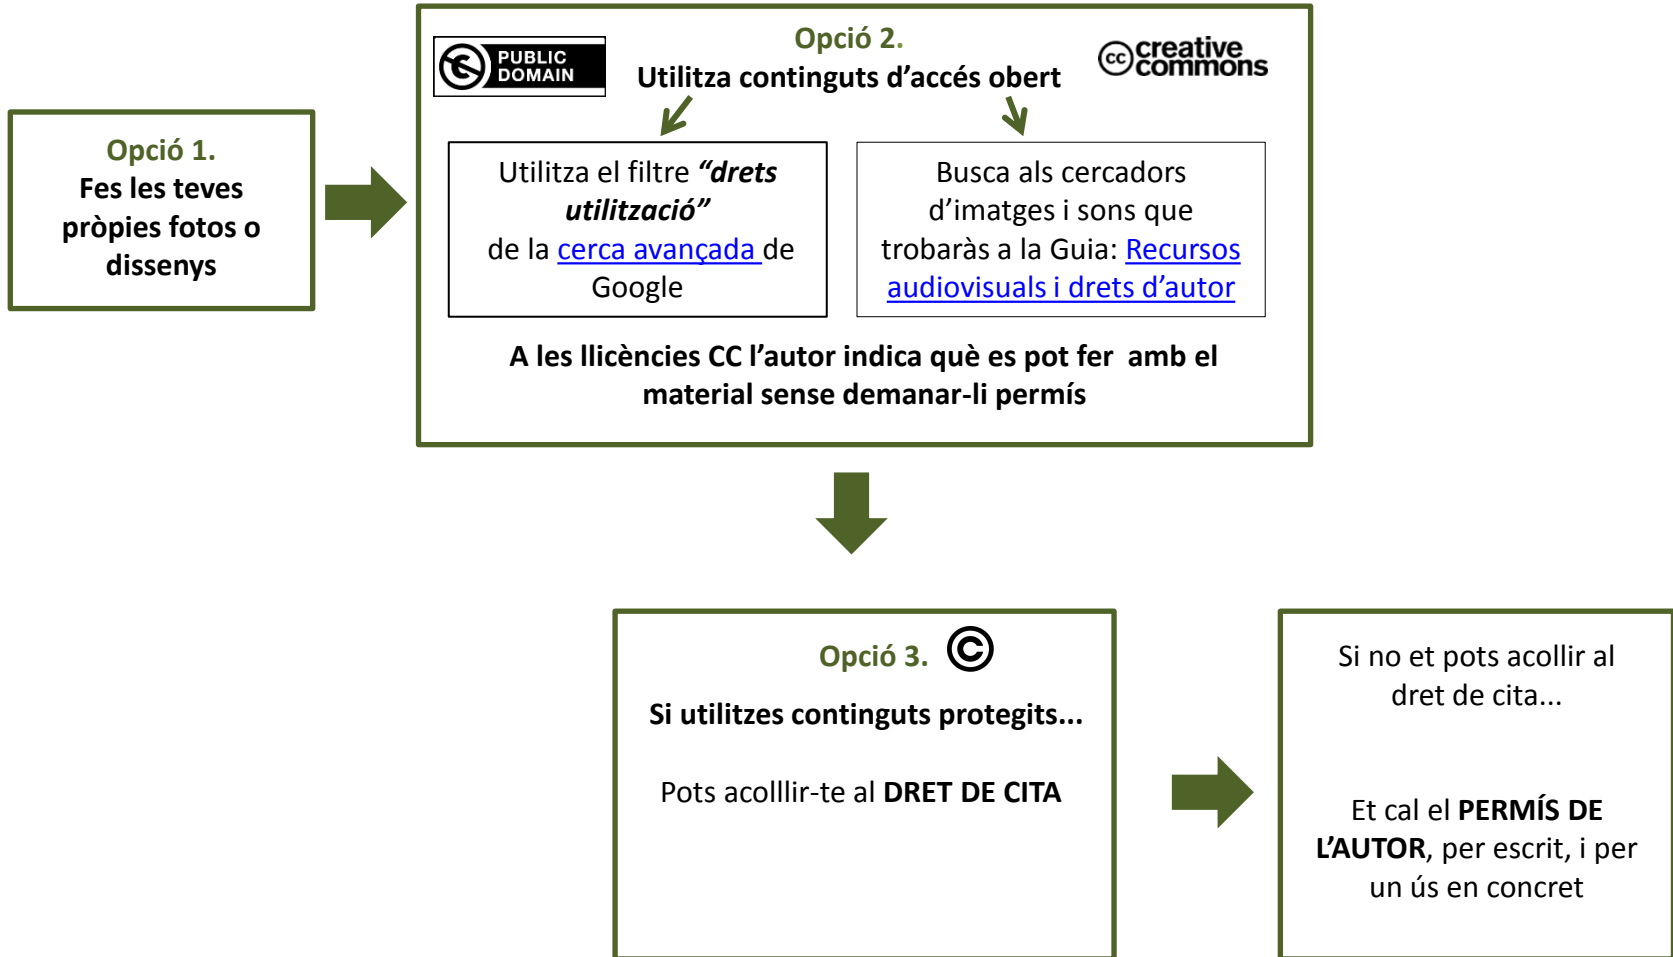 Opció 1.
Fes les teves
pròpies fotos o
dissenys
PUBLIC
DOMAIN
Opció 2.
Utilitza continguts d’accés obert
cc creative
commons
Utilitza el filtre “drets
utilització”
de la cerca avançada de
Google
Busca als cercadors
d’imatges i sons que
trobaràs a la Guia: Recursos
audiovisuals i drets d’autor
A les llicències CC l’autor indica què es pot fer  amb el
material sense demanar-li permís
Opció 3. ©
Si utilitzes continguts protegits...
Pots acolllir-te al DRET DE CITA
Si no et pots acollir al
dret de cita...
Et cal el PERMÍS DE
L’AUTOR, per escrit, i per
un ús en concret